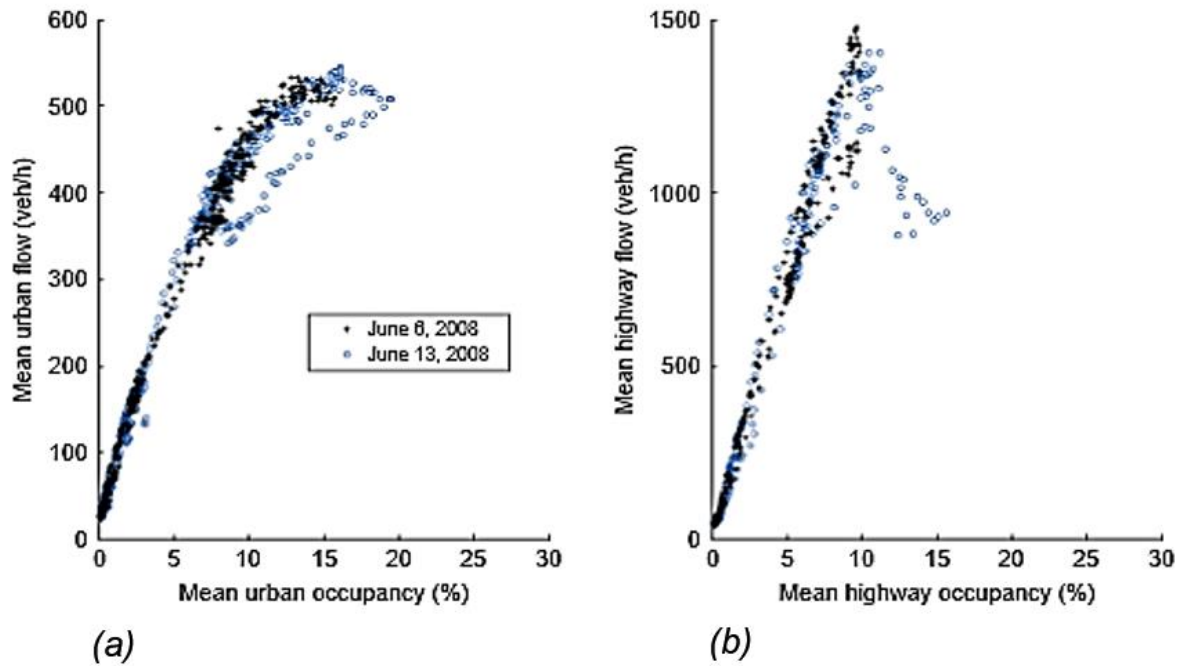 600
500
400
300
200
100
0
Mean urban flow (veh/h)
June 6, 2008
June 13, 2008
0 5 10 15 20 25 30
Mean urban occupancy (%)
(a)
1500
1000
500
0
Mean highway flow (veh/h)
0 5 10 15 20 25 30
Mean highway occupancy (%)
(b)